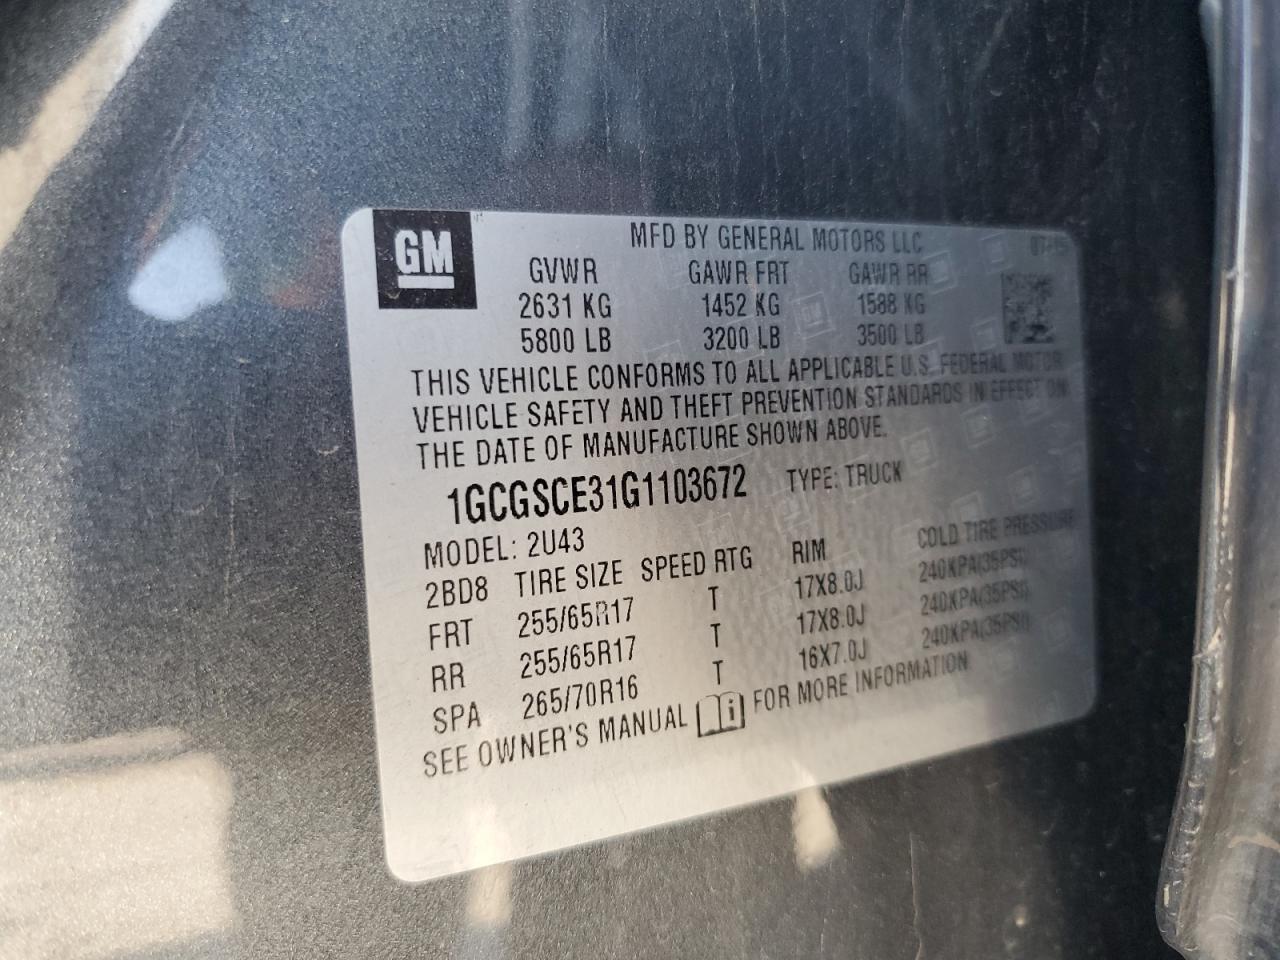 GM
MFD BY GENERAL MOTORS LLC 07/15
GVWR GAWR FRT GAWR RR
2631 KG 1452 KG 1588 KG
5800 LB 3200 LB 3500 LB
THIS VEHICLE CONFORMS TO ALL APPLICABLE U.S. FEDERAL MOTOR
VEHICLE SAFETY AND THEFT PREVENTION STANDARDS IN EFFECT ON
THE DATE OF MANUFACTURE SHOWN ABOVE.
1GCGSCE31G1103672 TYPE: TRUCK
MODEL: 2U43
2BD8 TIRE SIZE SPEED RTG RIM COLD TIRE PRESSURE
FRT 255/65R17 T 17X8.0J 240KPA(35PSI)
RR 255/65R17 T 17X8.0J 240KPA(35PSI)
SPA 265/70R16 T 16X7.0J 240KPA(35PSI)
SEE OWNER'S MANUAL i FOR MORE INFORMATION